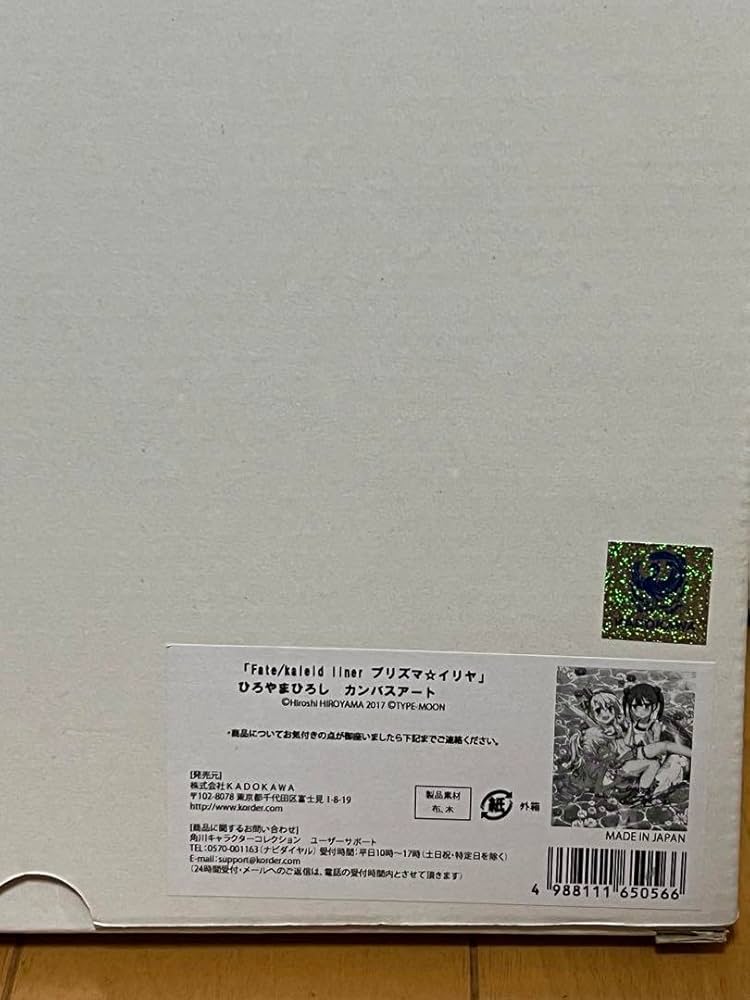 KADOKAWA
「Fate/kaleid liner プリズマ☆イリヤ」
ひろやまひろし カンバスアート
©Hiroshi HIROYAMA 2017 ©TYPE-MOON
*商品についてお気付きの点が御座いましたら下記までご連絡ください。
[発売元]
株式会社KADOKAWA
〒102-8078 東京都千代田区富士見 1-8-19
http://www.korder.com
製品素材
布、木
紙 外箱
[商品に関するお問い合わせ]
角川キャラクターコレクション ユーザーサポート
TEL:0570-001163(ナビダイヤル) 受付時間:平日10時〜17時(土日祝・特定日を除く)
E-mail:support@korder.com
(24時間受付・メールへのご返信は、電話の受付時間内とさせて頂きます)
MADE IN JAPAN
4 988111 650566